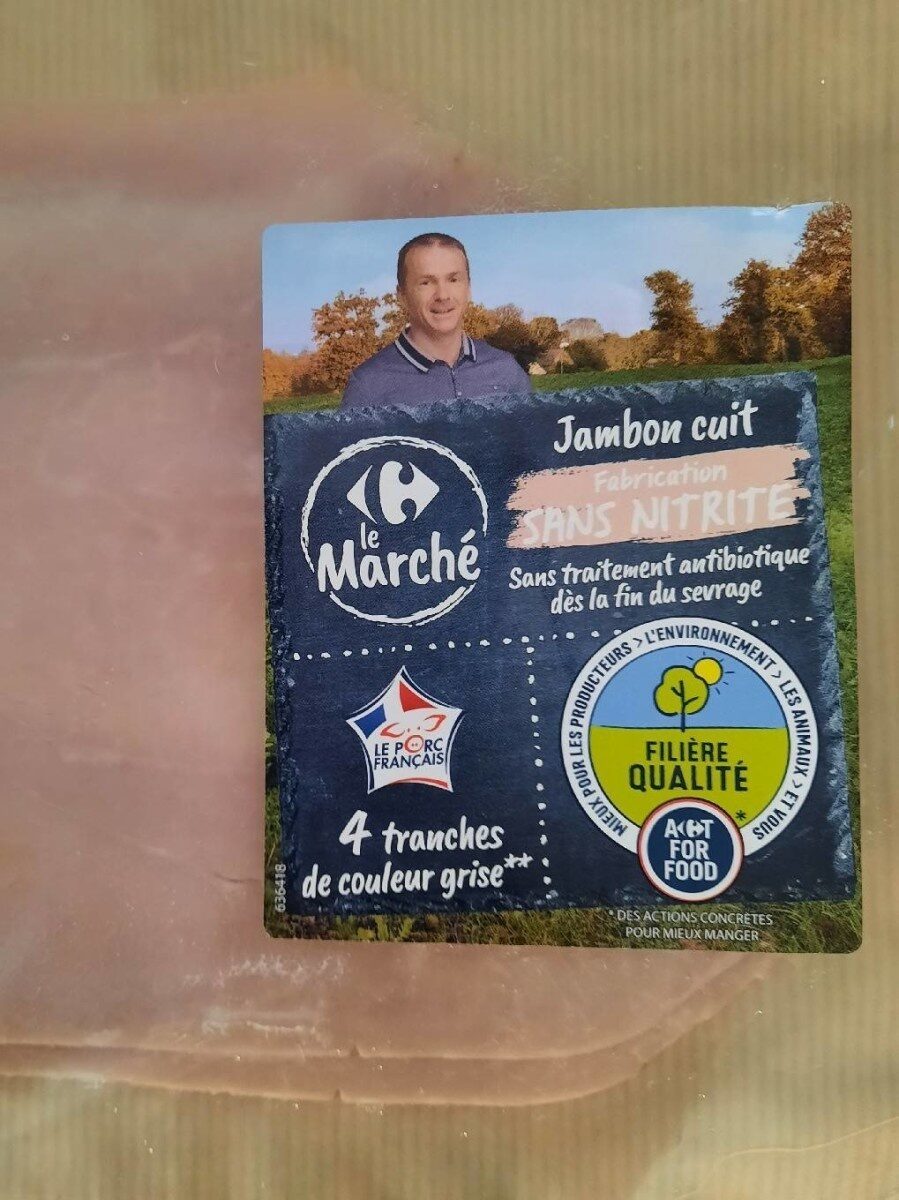 Jambon cuit
Fabrication
SANS NITRITE
Sans traitement antibiotique
dès la fin du sevrage
le
Marché
LE PORC
FRANÇAIS
4 tranches
de couleur grise**
MIEUX POUR LES PRODUCTEURS > L'ENVIRONNEMENT > LES ANIMAUX > ET VOUS
FILIÈRE
QUALITÉ
*
ACT
FOR
FOOD
* DES ACTIONS CONCRÈTES
POUR MIEUX MANGER
636418